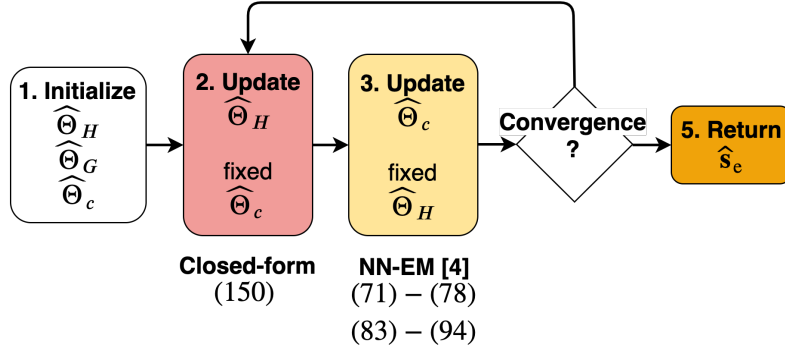 1. Initialize
Θ̂_H
Θ̂_G
Θ̂_c
2. Update
Θ̂_H
fixed
Θ̂_c
Closed-form
(150)
3. Update
Θ̂_c
fixed
Θ̂_H
NN-EM [4]
(71) − (78)
(83) − (94)
Convergence
?
5. Return
ŝ_e